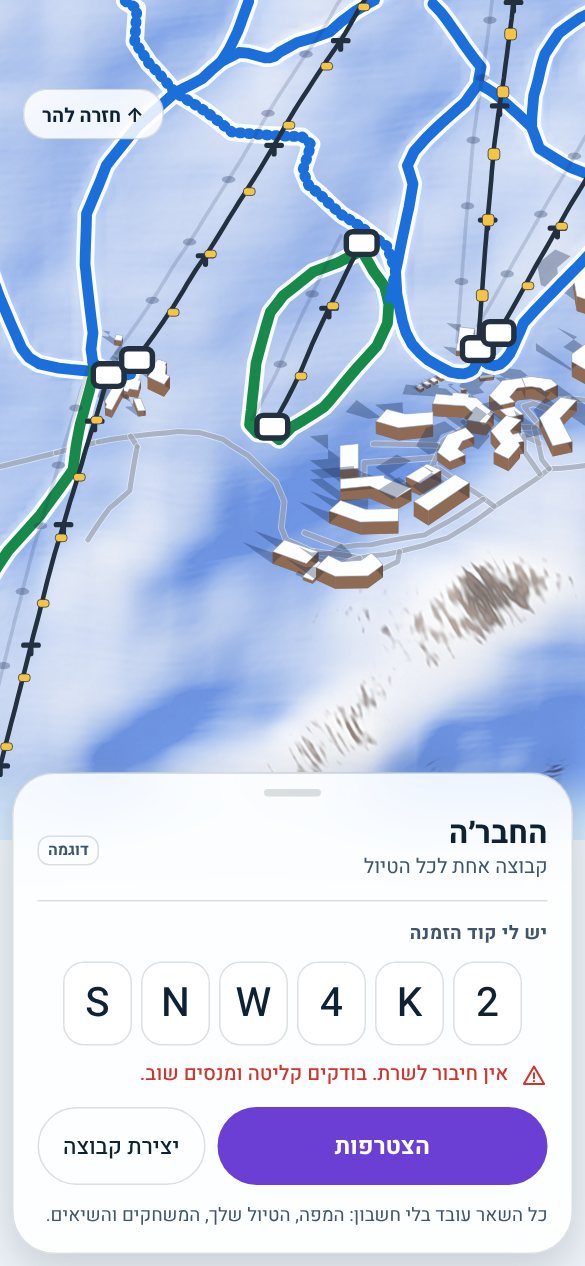 חזרה להר ↑
החבר׳ה
קבוצה אחת לכל הטיול
דוגמה
יש לי קוד הזמנה
S N W 4 K 2
אין חיבור לשרת. בודקים קליטה ומנסים שוב.
הצטרפות
יצירת קבוצה
כל השאר עובד בלי חשבון: המפה, הטיול שלך, המשחקים והשיאים.